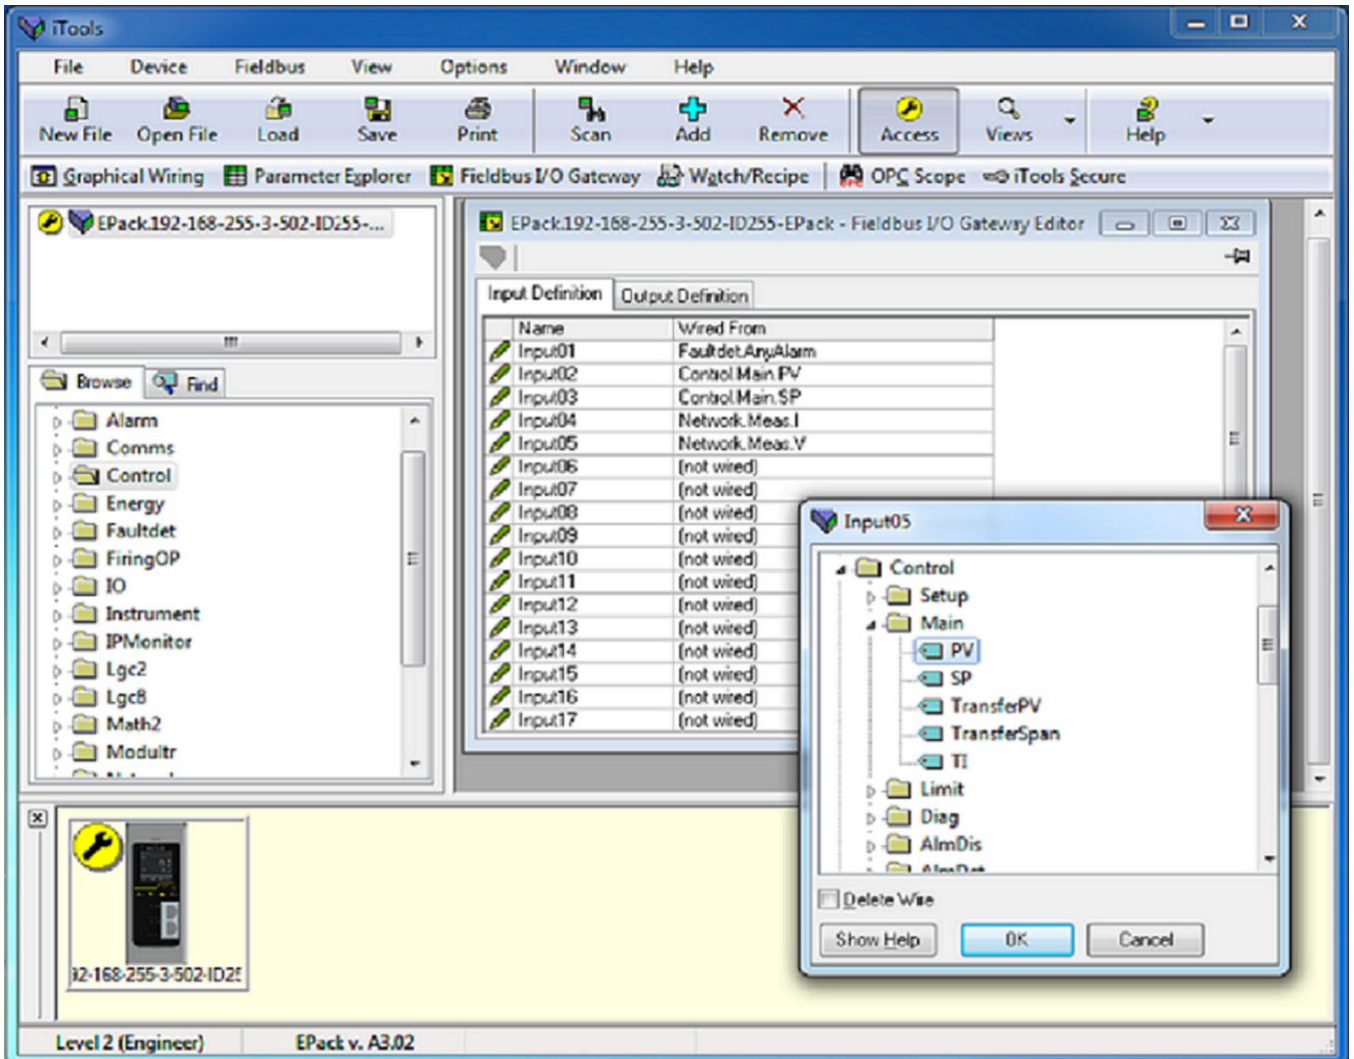 iTools
File Device Fieldbus View Options Window Help
New File Open File Load Save Print Scan Add Remove Access Views Help
Graphical Wiring Parameter Explorer Fieldbus I/O Gateway Watch/Recipe OPC Scope iTools Secure
EPack.192-168-255-3-502-ID255-...
Browse Find
Alarm
Comms
Control
Energy
Faultdet
FiringOP
IO
Instrument
IPMonitor
Lgc2
Lgc8
Math2
Modultr
EPack.192-168-255-3-502-ID255-EPack - Fieldbus I/O Gateway Editor
Input Definition Output Definition
Name Wired From
Input01 Faultdet.AnyAlarm
Input02 Control.Main.PV
Input03 Control.Main.SP
Input04 Network.Meas.I
Input05 Network.Meas.V
Input06 (not wired)
Input07 (not wired)
Input08 (not wired)
Input09 (not wired)
Input10 (not wired)
Input11 (not wired)
Input12 (not wired)
Input13 (not wired)
Input14 (not wired)
Input15 (not wired)
Input16 (not wired)
Input17 (not wired)
Input05
Control
Setup
Main
PV
SP
TransferPV
TransferSpan
TI
Limit
Diag
AlmDis
AlmDet
Delete Wire
Show Help OK Cancel
92-168-255-3-502-ID25
Level 2 (Engineer) EPack v. A3.02